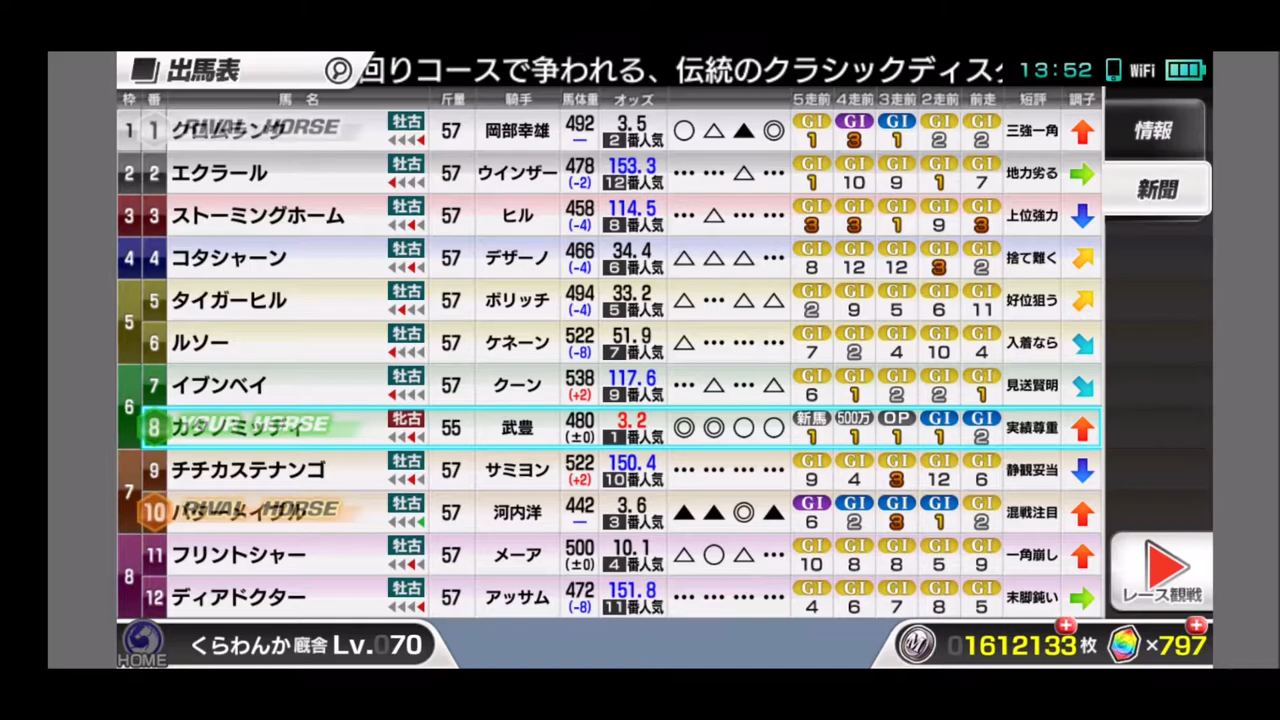 出馬表 回りコースで争われる、伝統のクラシックディスタ 13:52 WiFi
枠 番 馬名 斤量 騎手 馬体重 オッズ 5走前 4走前 3走前 2走前 前走 短評 調子
1 1 RIVAL HORSE 牡古 57 岡部幸雄 492 — 3.5 2番人気 ○ △ ▲ ◎ GI 1 GI 3 GI 1 GI 2 GI 2 三強一角
2 2 エクラール 牡古 57 ウインザー 478 (-2) 153.3 12番人気 … … △ … GI 1 GI 10 GI 9 GI 1 GI 7 地力劣る
3 3 ストーミングホーム 牡古 57 ヒル 458 (-4) 114.5 8番人気 … △ … … GI 3 GI 3 GI 1 GI 9 GI 3 上位強力
4 4 コタシャーン 牡古 57 デザーノ 466 (-4) 34.4 6番人気 △ △ △ … GI 8 GI 12 GI 12 GI 3 GI 2 捨て難く
5 5 タイガーヒル 牡古 57 ボリッチ 494 (-4) 33.2 5番人気 △ … △ △ GI 2 GI 9 GI 5 GI 6 GI 11 好位狙う
6 ルソー 牡古 57 ケネーン 522 (-8) 51.9 7番人気 △ … … … GI 7 GI 2 GI 4 GI 10 GI 4 入着なら
6 7 イブンベイ 牡古 57 クーン 538 (+2) 117.6 9番人気 … △ … △ GI 6 GI 1 GI 2 GI 2 GI 1 見送賢明
8 YOUR HORSE 牝古 55 武豊 480 (±0) 3.2 1番人気 ◎ ◎ ○ ○ 新馬 1 500万 1 OP 1 GI 1 GI 2 実績尊重
7 9 チチカステナンゴ 牡古 57 サミヨン 522 (+2) 150.4 10番人気 … … … … GI 9 GI 4 GI 3 GI 12 GI 6 静観妥当
10 RIVAL HORSE 牡古 57 河内洋 442 — 3.6 3番人気 ▲ ▲ ◎ ▲ GI 6 GI 2 GI 3 GI 1 GI 2 混戦注目
8 11 フリントシャー 牡古 57 メーア 500 (±0) 10.1 4番人気 △ ○ △ … GI 10 GI 8 GI 8 GI 5 GI 9 一角崩し
12 ディアドクター 牡古 57 アッサム 472 (-8) 151.8 11番人気 … … … … GI 4 GI 6 GI 7 GI 8 GI 5 末脚鈍い
情報
新聞
レース観戦
HOME くらわんか厩舎 Lv.070 M 01612133枚 ×797